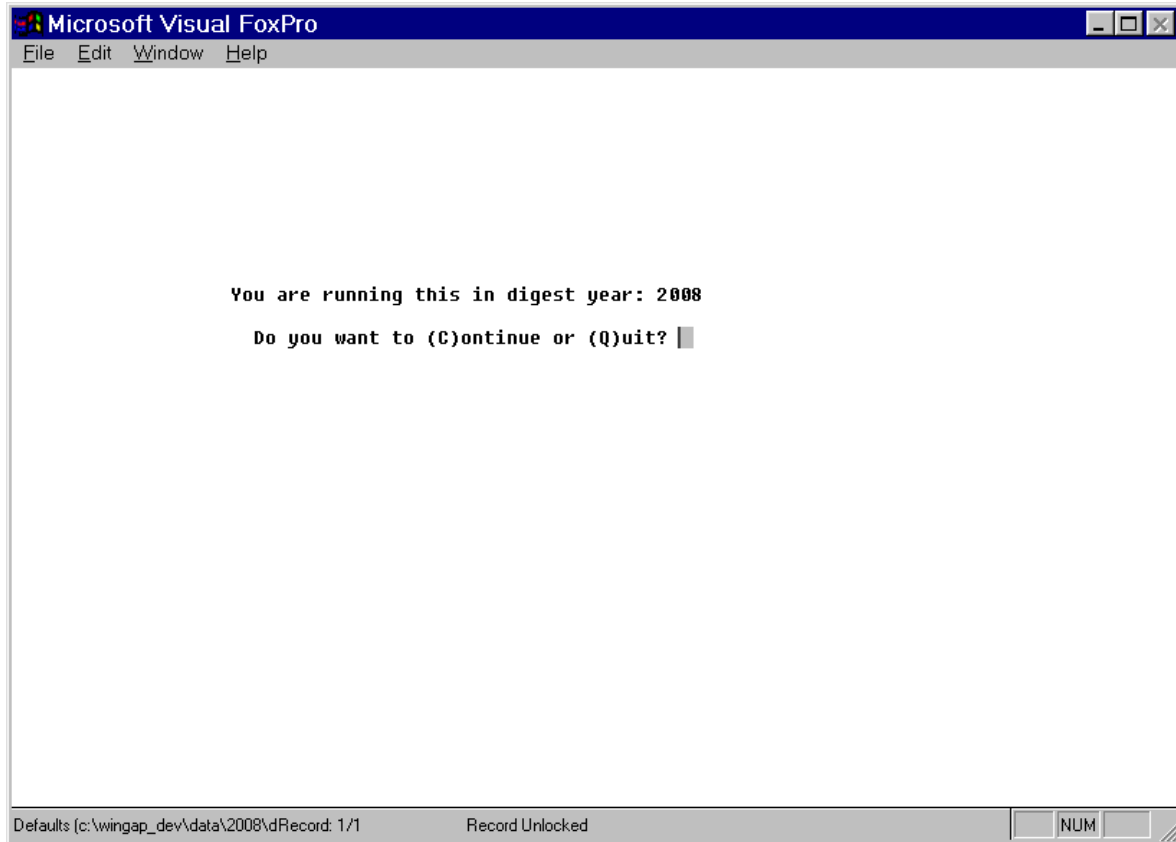 Microsoft Visual FoxPro
File Edit Window Help
You are running this in digest year: 2008
Do you want to (C)ontinue or (Q)uit?
Defaults (c:\wingap_dev\data\2008\dRecord: 1/1 Record Unlocked NUM